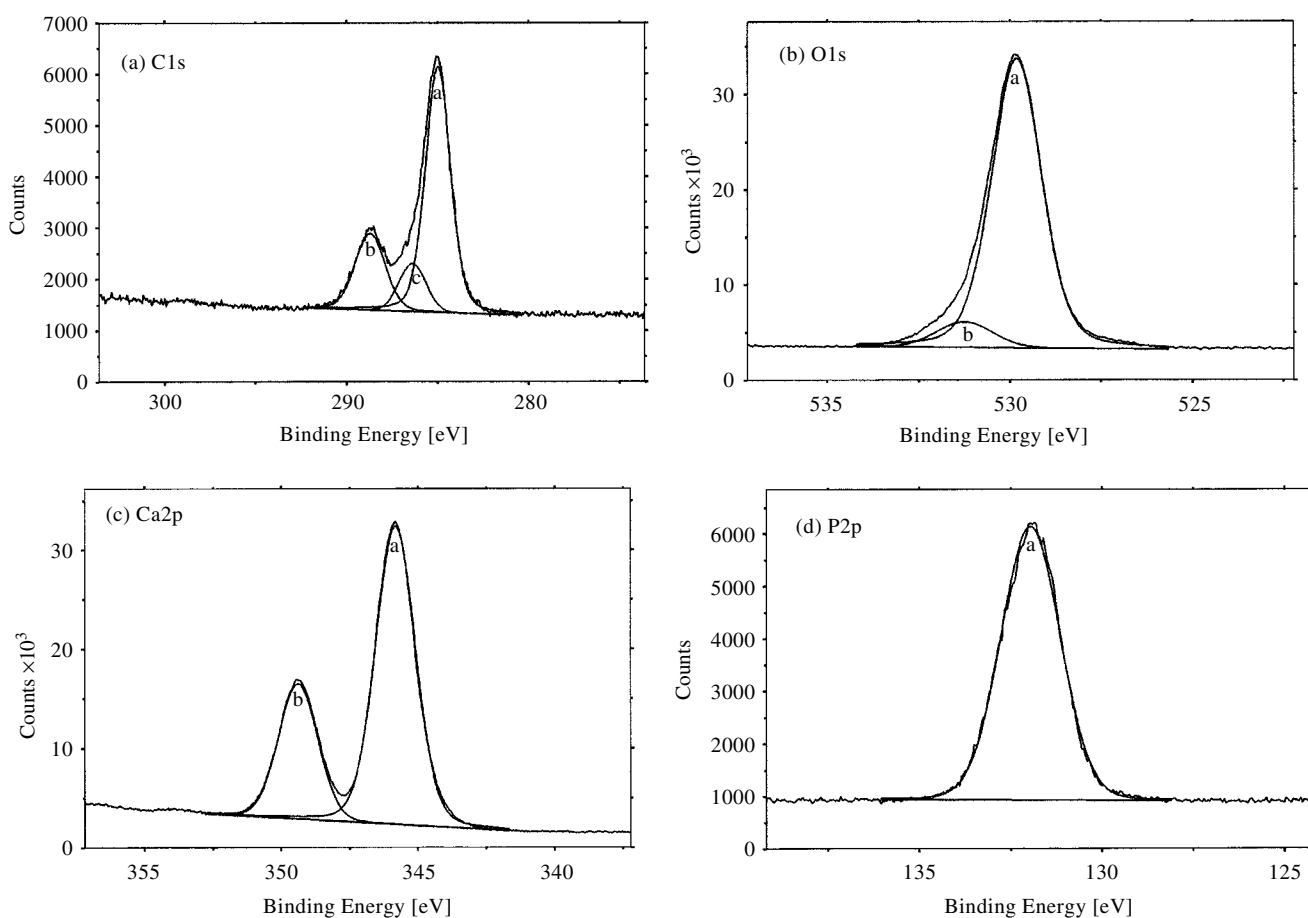 (a) C1s
7000
6000
5000
4000
3000
2000
1000
0
Counts
a
b
c
300
290
280
Binding Energy [eV]
(b) O1s
30
20
10
0
Counts ×10³
a
b
535
530
525
Binding Energy [eV]
(c) Ca2p
30
20
10
0
Counts ×10³
a
b
355
350
345
340
Binding Energy [eV]
(d) P2p
6000
5000
4000
3000
2000
1000
0
Counts
a
135
130
125
Binding Energy [eV]